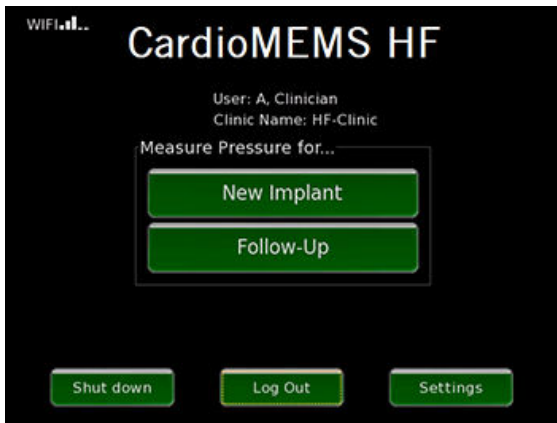 WIFI
CardioMEMS HF
User: A, Clinician
Clinic Name: HF-Clinic
Measure Pressure for...
New Implant
Follow-Up
Shut down
Log Out
Settings